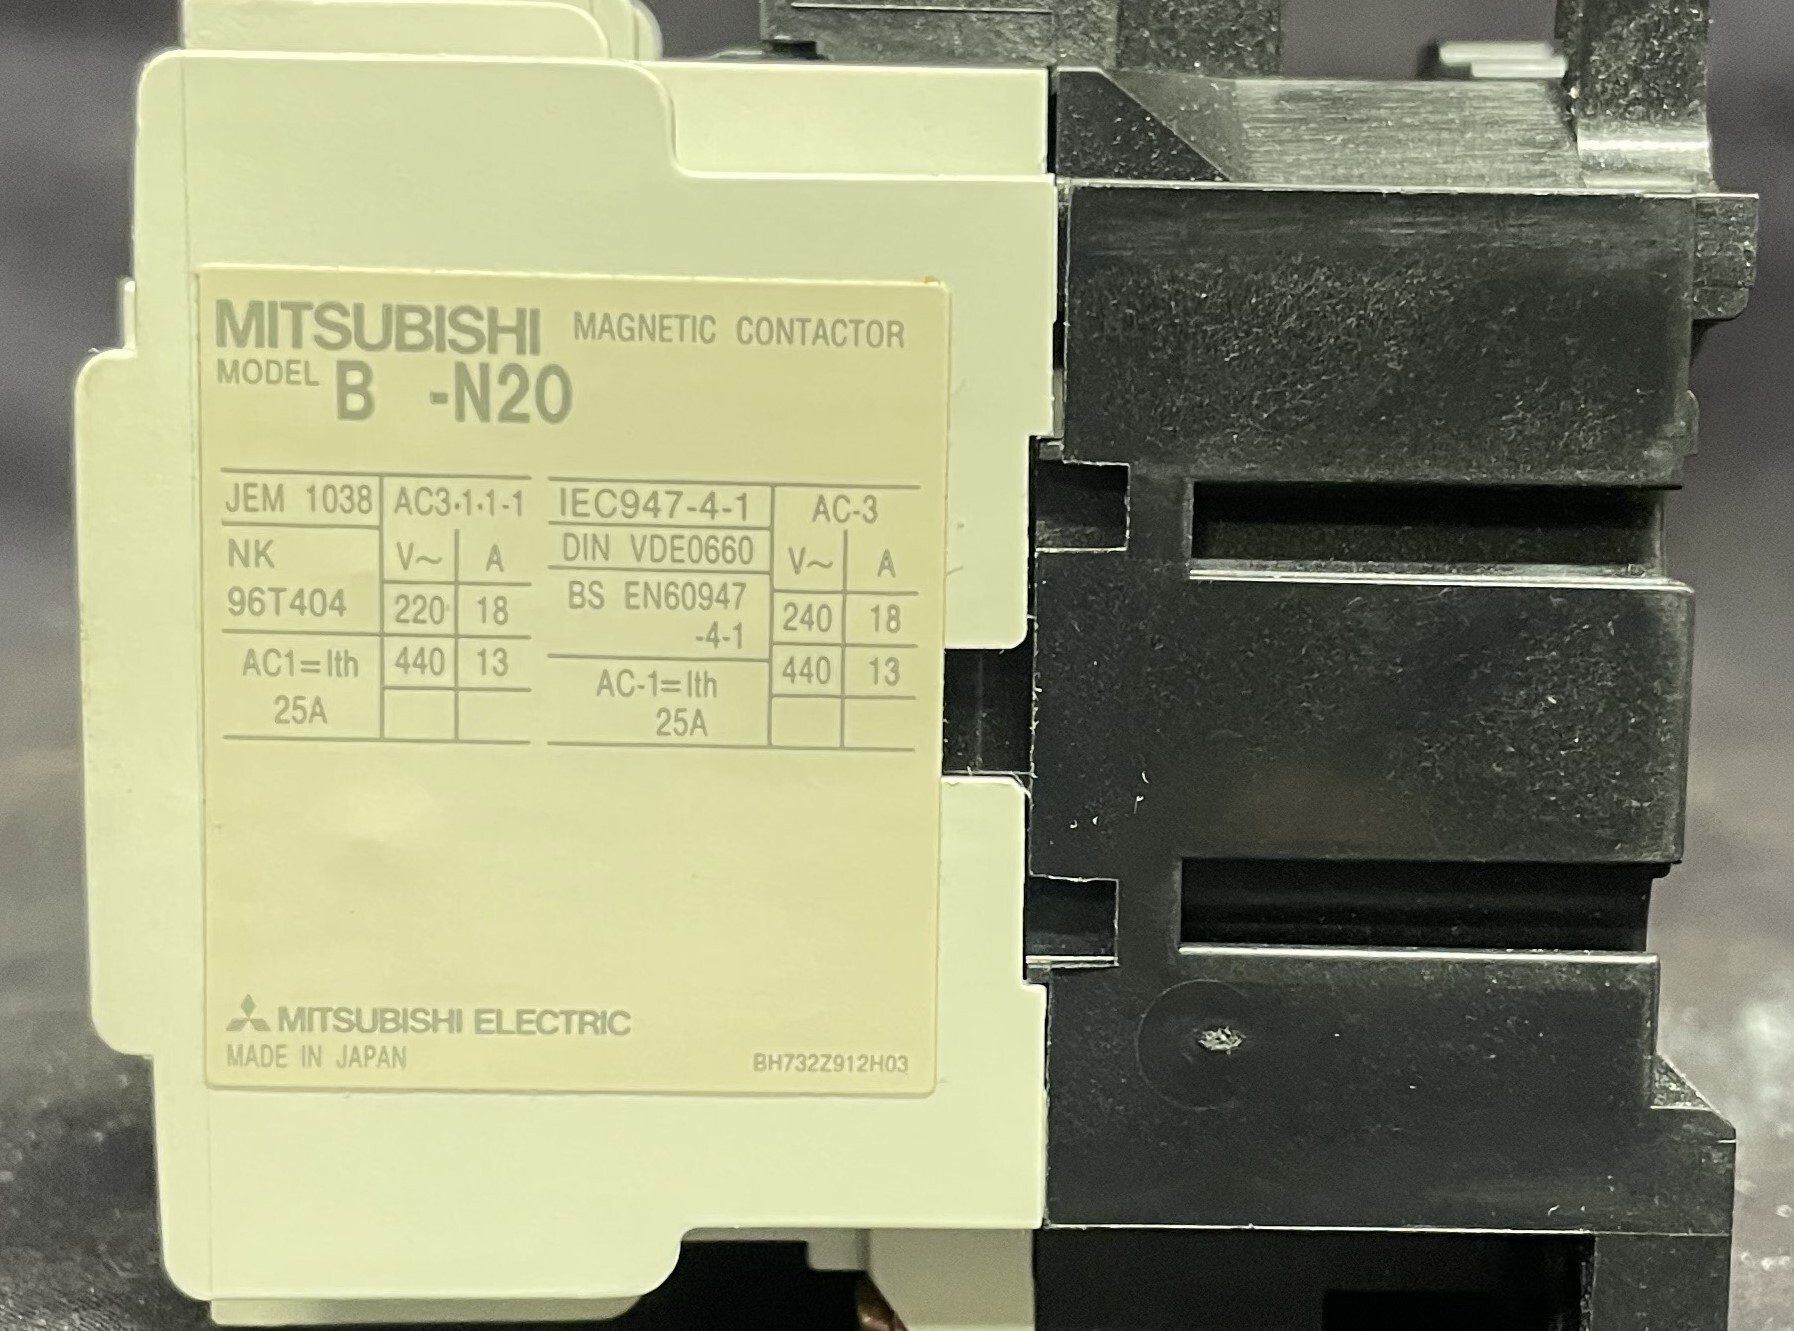 MITSUBISHI MAGNETIC CONTACTOR
MODEL B -N20
JEM 1038 AC3·1·1-1 IEC947-4-1 AC-3
NK V~ A DIN VDE0660 V~ A
96T404 220 18 BS EN60947 240 18
-4-1
AC1=Ith 440 13 AC-1=Ith 440 13
25A 25A
MITSUBISHI ELECTRIC
MADE IN JAPAN BH732Z912H03